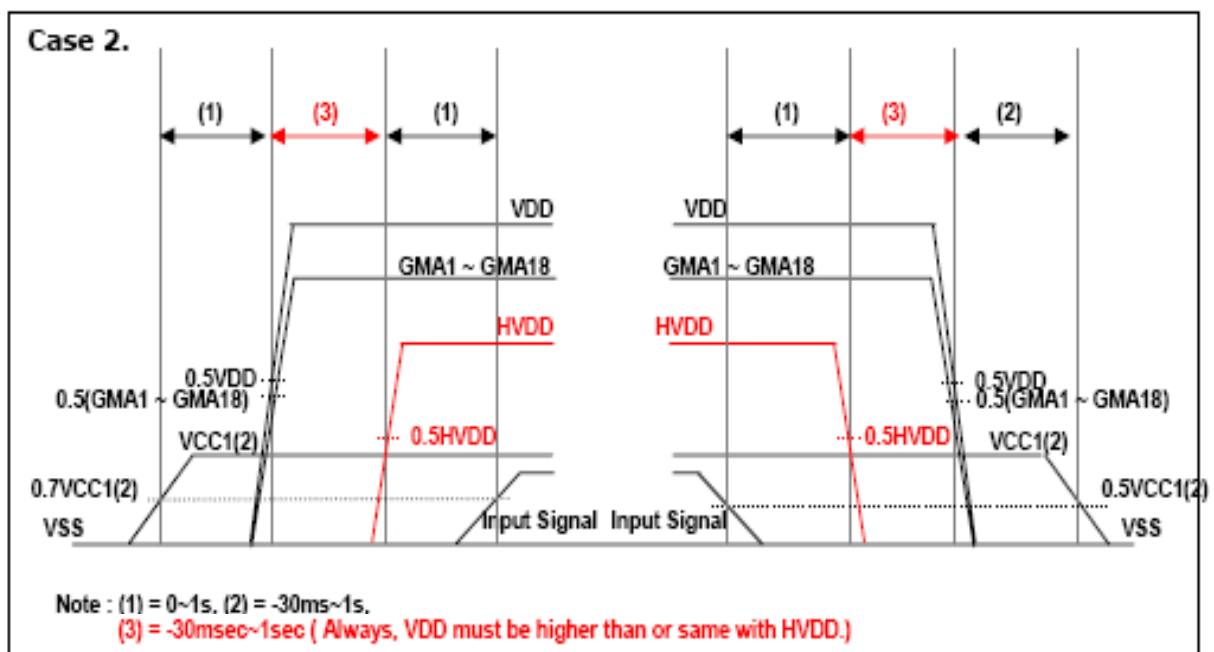 Case 2.
(1) (3) (1) (1) (3) (2)
VDD VDD
GMA1 ~ GMA18 GMA1 ~ GMA18
HVDD HVDD
0.5VDD 0.5VDD
0.5(GMA1 ~ GMA18) 0.5(GMA1 ~ GMA18)
VCC1(2) 0.5HVDD 0.5HVDD VCC1(2)
0.7VCC1(2) 0.5VCC1(2)
VSS Input Signal Input Signal VSS
Note : (1) = 0~1s, (2) = -30ms~1s,
(3) = -30msec~1sec ( Always, VDD must be higher than or same with HVDD.)